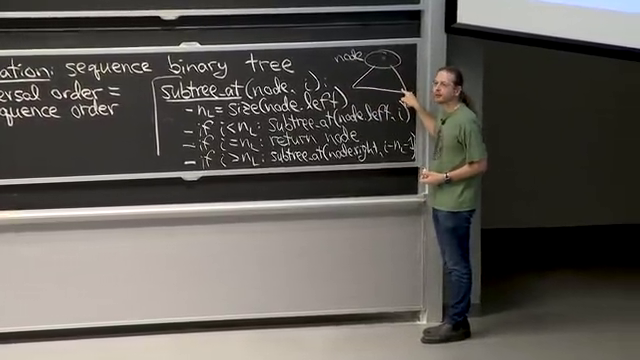 ation: sequence binary tree
ersal order =
quence order
subtree_at(node, i):
- nL = size(node.left)
- if i<nL: subtree_at(node.left, i)
- if i=nL: return node
- if i>nL: subtree_at(node.right, i-nL-1)
node